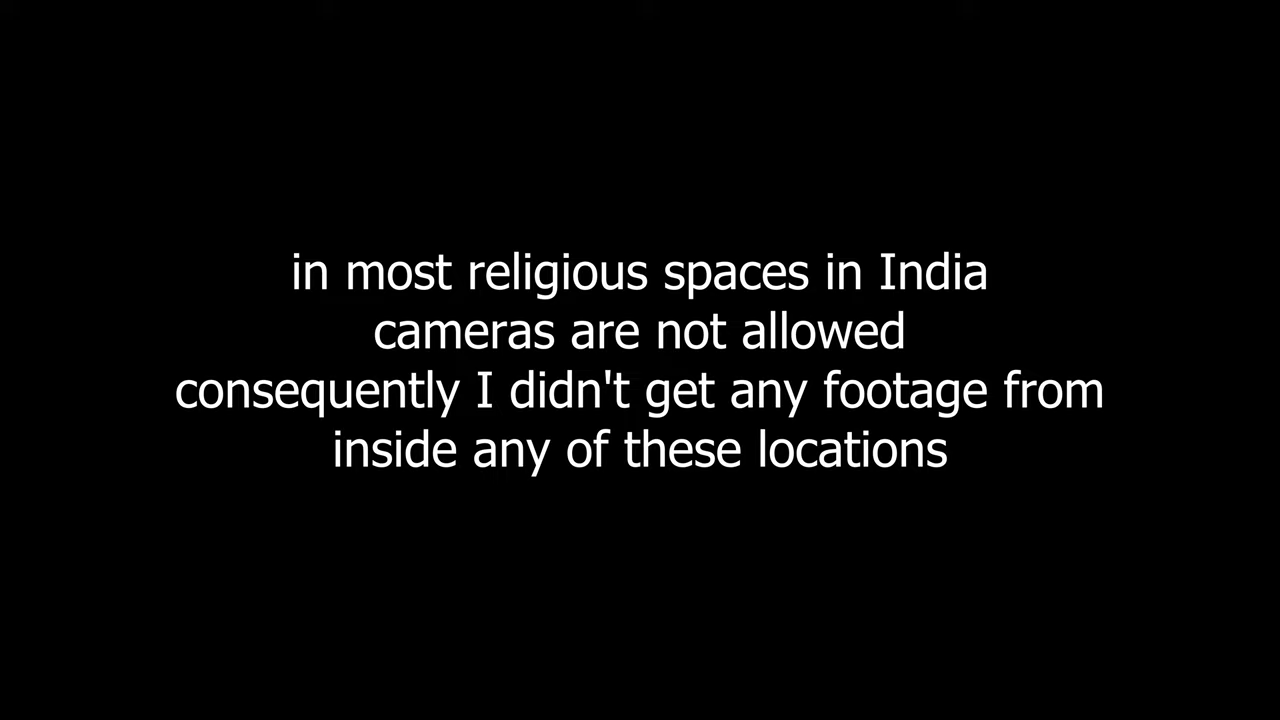 in most religious spaces in India
cameras are not allowed
consequently I didn't get any footage from
inside any of these locations